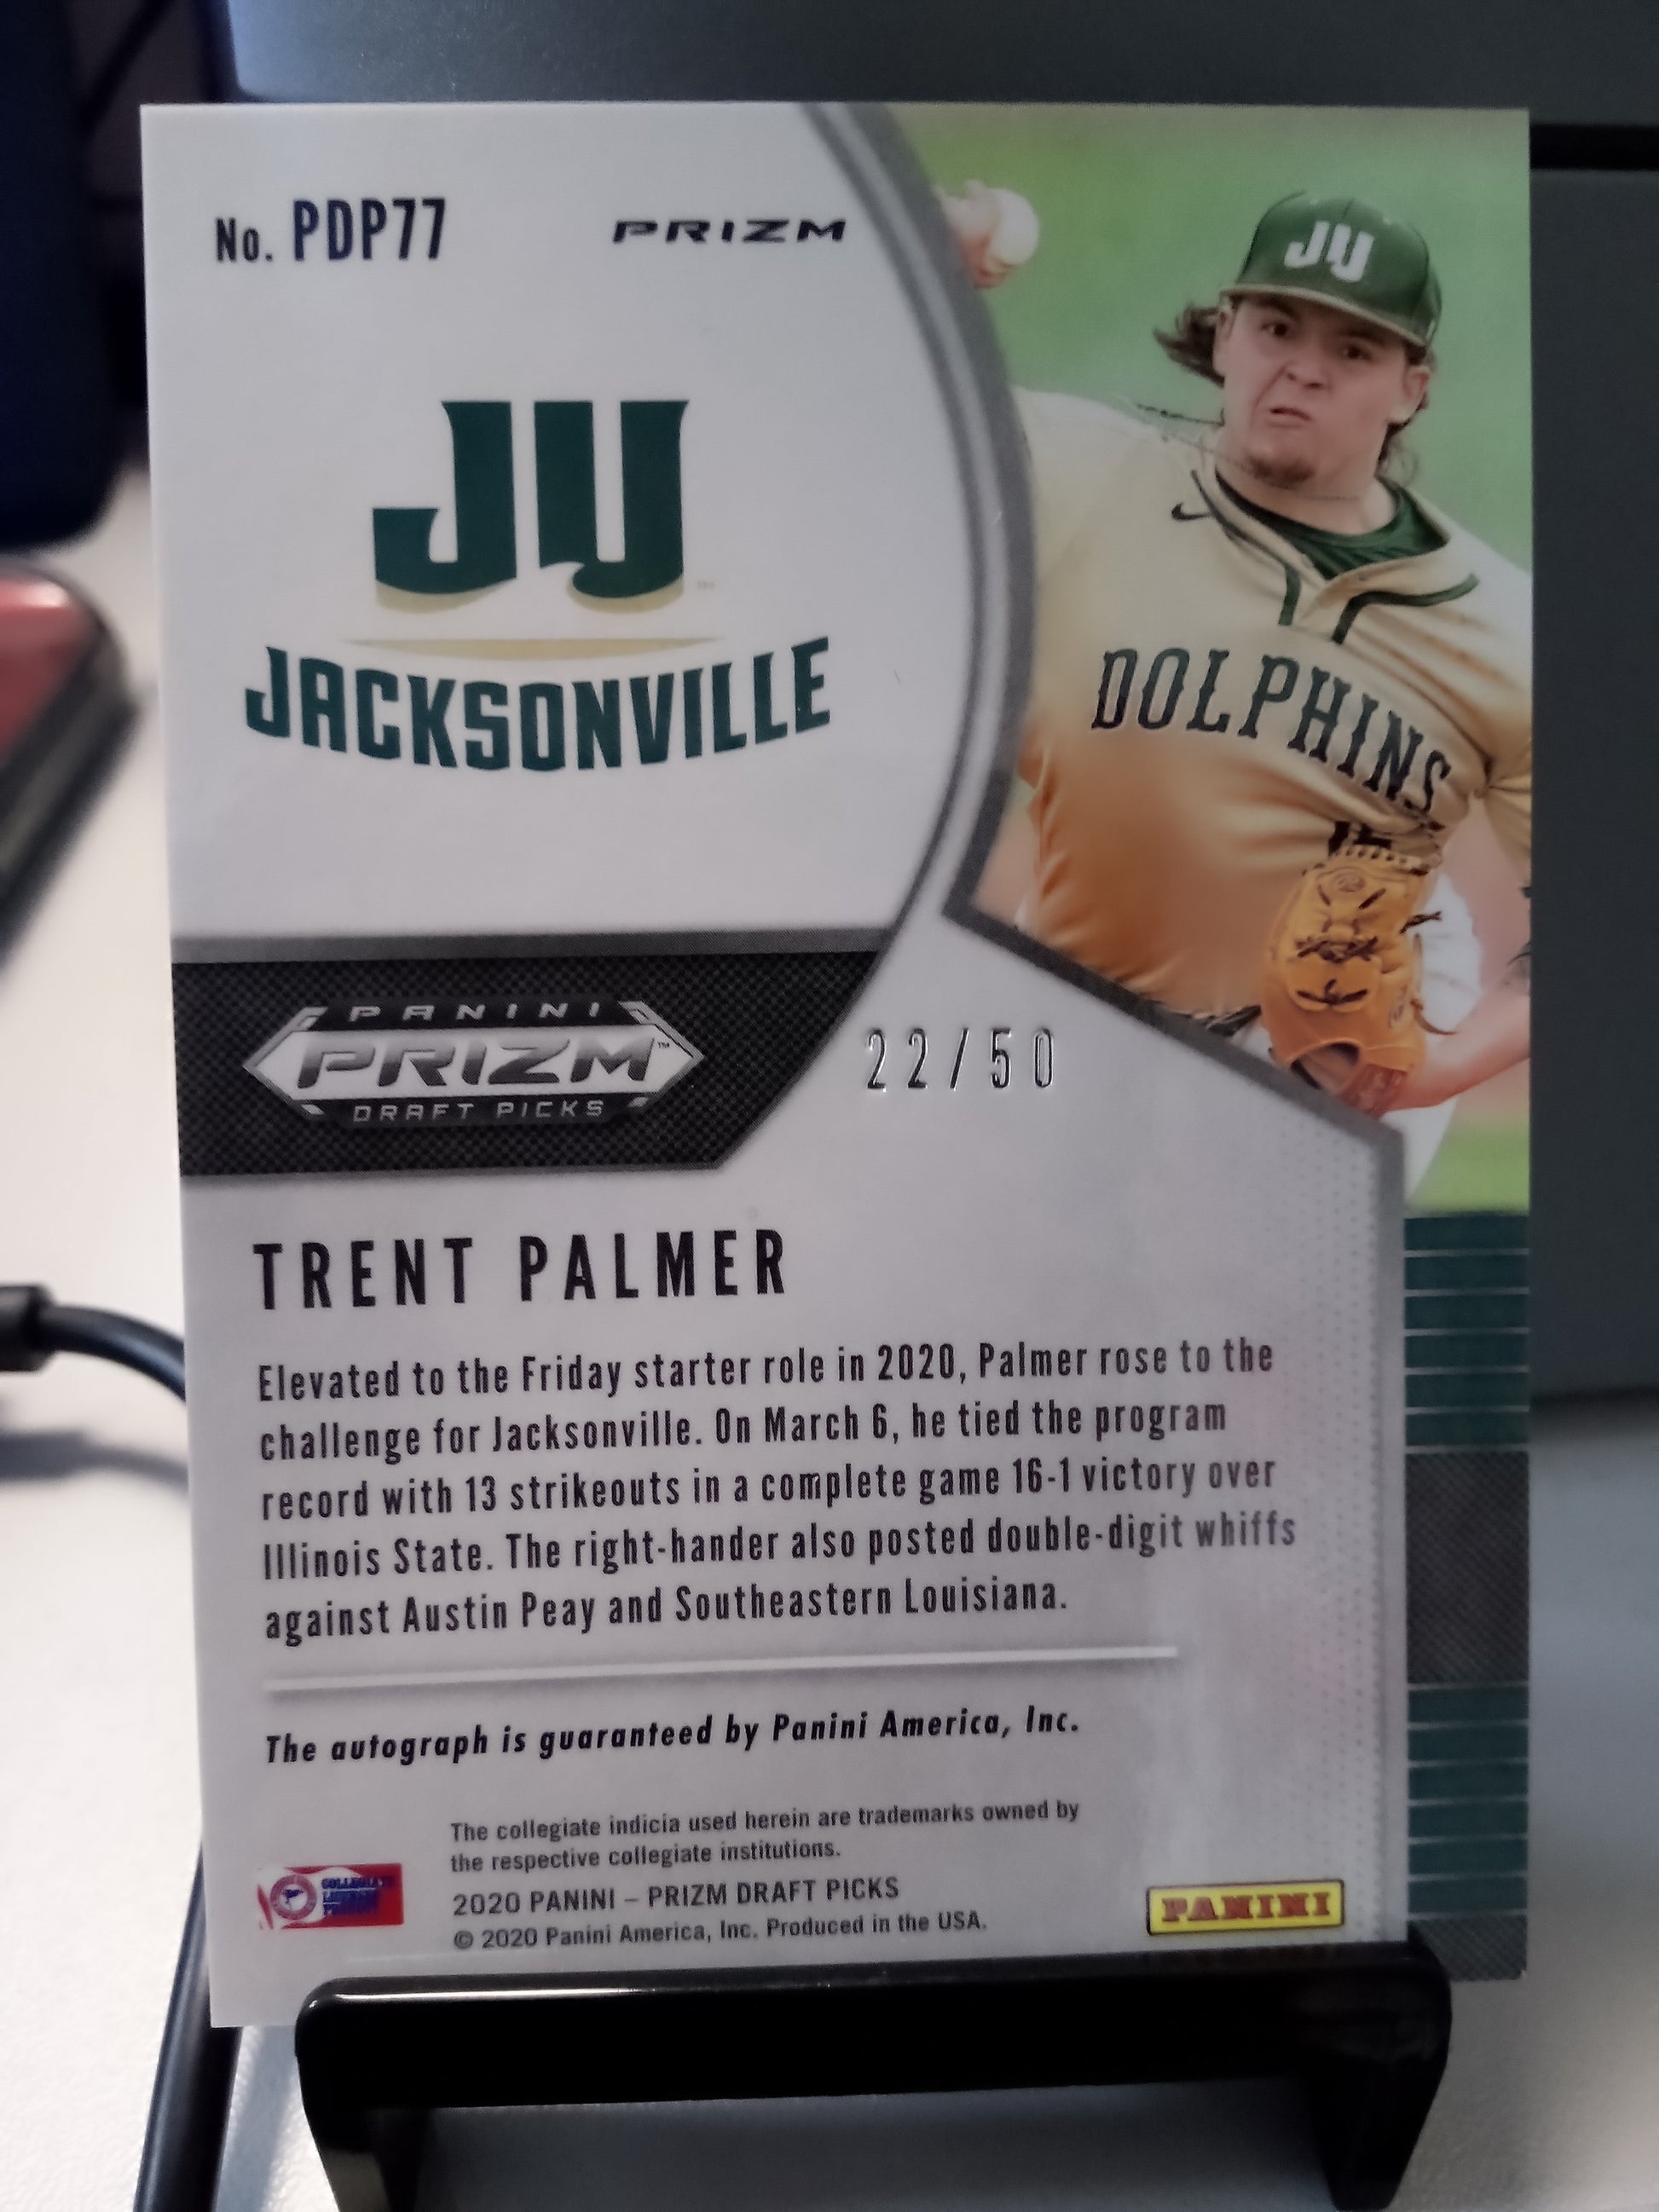 No. PDP77 PRIZM
JU
JU
™
JACKSONVILLE
DOLPHINS
PANINI
PRIZM™
DRAFT PICKS
22/50
TRENT PALMER
Elevated to the Friday starter role in 2020, Palmer rose to the
challenge for Jacksonville. On March 6, he tied the program
record with 13 strikeouts in a complete game 16-1 victory over
Illinois State. The right-hander also posted double-digit whiffs
against Austin Peay and Southeastern Louisiana.
The autograph is guaranteed by Panini America, Inc.
The collegiate indicia used herein are trademarks owned by
the respective collegiate institutions.
2020 PANINI – PRIZM DRAFT PICKS
© 2020 Panini America, Inc. Produced in the USA.
COLLEGIATE
LICENSED
PRODUCT
PANINI